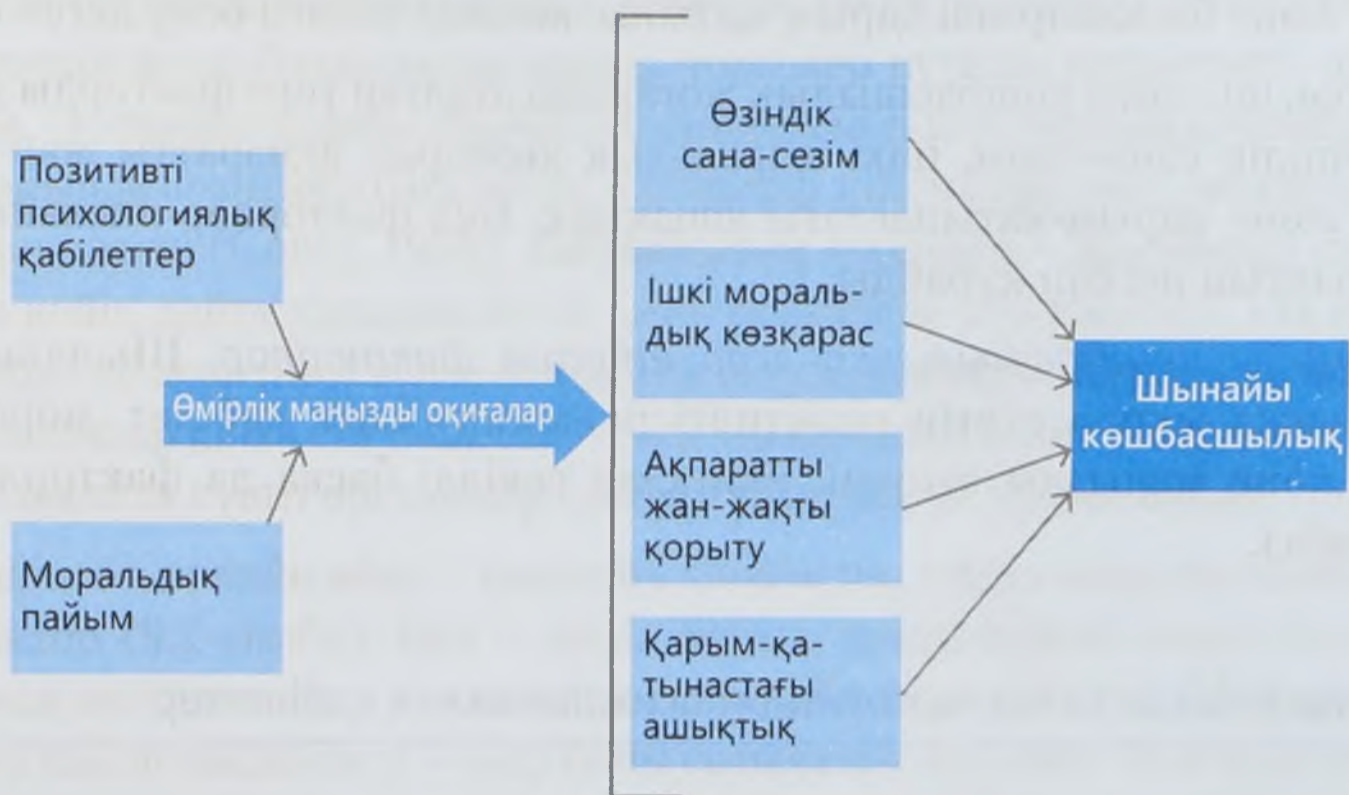 Позитивті
психологиялық
қабілеттер
Моральдық
пайым
Өмірлік маңызды оқиғалар
Өзіндік
сана-сезім
Ішкі мораль-
дық көзқарас
Ақпаратты
жан-жақты
қорыту
Қарым-қа-
тынастағы
ашықтық
Шынайы
көшбасшылық